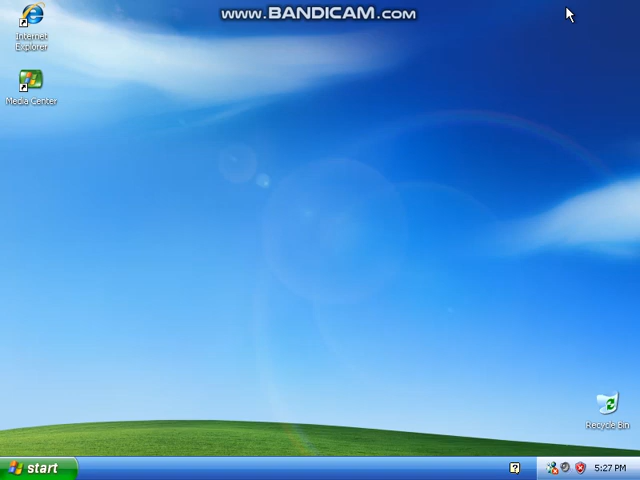 www.BANDICAM.com
Internet
Explorer
Media Center
Recycle Bin
start
?
5:27 PM